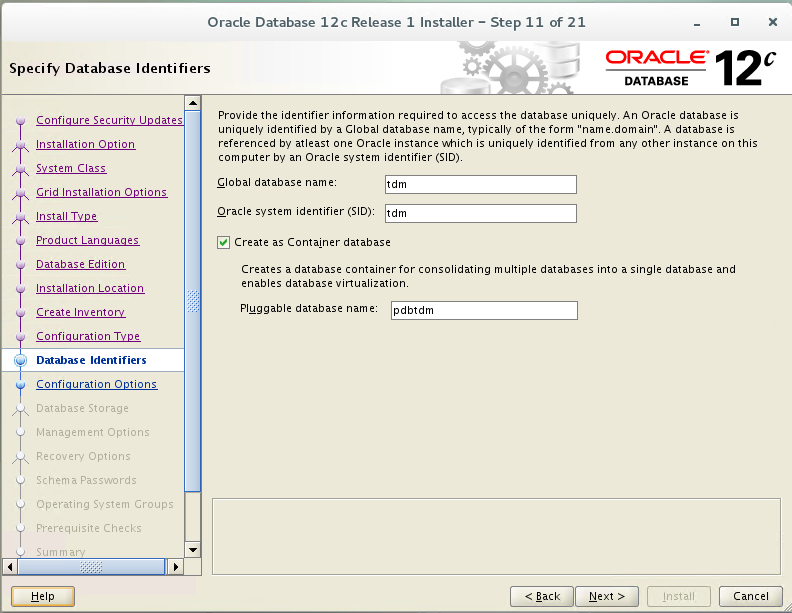 Oracle Database 12c Release 1 Installer – Step 11 of 21
Specify Database Identifiers
ORACLE®
DATABASE
12c
Configure Security Updates
Installation Option
System Class
Grid Installation Options
Install Type
Product Languages
Database Edition
Installation Location
Create Inventory
Configuration Type
Database Identifiers
Configuration Options
Database Storage
Management Options
Recovery Options
Schema Passwords
Operating System Groups
Prerequisite Checks
Summary
Provide the identifier information required to access the database uniquely. An Oracle database is
uniquely identified by a Global database name, typically of the form "name.domain". A database is
referenced by atleast one Oracle instance which is uniquely identified from any other instance on this
computer by an Oracle system identifier (SID).
Global database name: tdm
Oracle system identifier (SID): tdm
Create as Container database
Creates a database container for consolidating multiple databases into a single database and
enables database virtualization.
Pluggable database name: pdbtdm
Help
< Back
Next >
Install
Cancel